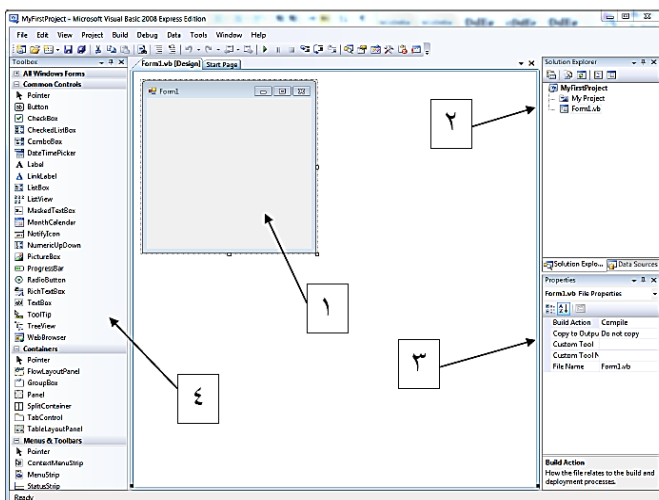 MyFirstProject - Microsoft Visual Basic 2008 Express Edition
File Edit View Project Build Debug Data Tools Window Help
Toolbox
All Windows Forms
Common Controls
Pointer
Button
CheckBox
CheckedListBox
ComboBox
DateTimePicker
Label
LinkLabel
ListBox
ListView
MaskedTextBox
MonthCalendar
NotifyIcon
NumericUpDown
PictureBox
ProgressBar
RadioButton
RichTextBox
TextBox
ToolTip
TreeView
WebBrowser
Containers
Pointer
FlowLayoutPanel
GroupBox
Panel
SplitContainer
TabControl
TableLayoutPanel
Menus & Toolbars
Pointer
ContextMenuStrip
MenuStrip
StatusStrip
Form1.vb [Design] Start Page
Form1
١
٢
٣
٤
Solution Explorer
MyFirstProject
My Project
Form1.vb
Solution Explo... Data Sources
Properties
Form1.vb File Properties
Build Action Compile
Copy to Outpu Do not copy
Custom Tool
Custom Tool N
File Name Form1.vb
Build Action
How the file relates to the build and
deployment processes.
Ready